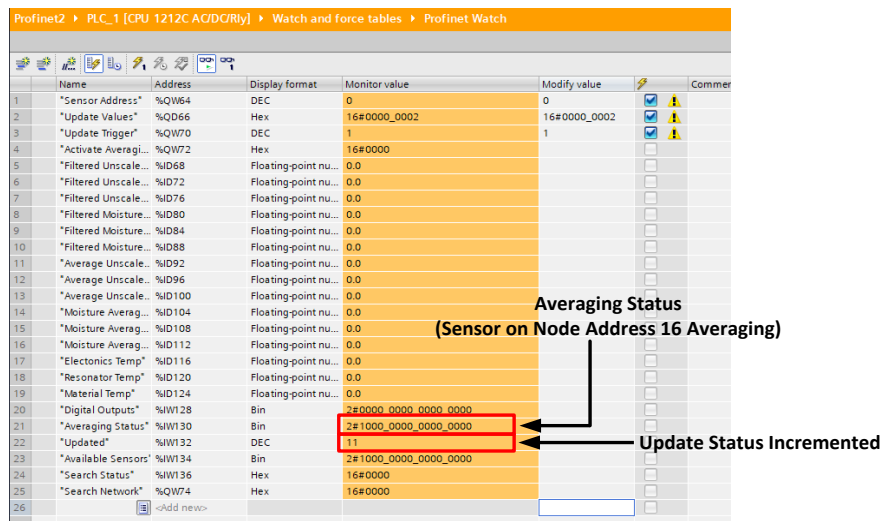 Profinet2 ▸ PLC_1 [CPU 1212C AC/DC/Rly] ▸ Watch and force tables ▸ Profinet Watch
Name Address Display format Monitor value Modify value Commer
1 "Sensor Address" %QW64 DEC 0 0
2 "Update Values" %QD66 Hex 16#0000_0002 16#0000_0002
3 "Update Trigger" %QW70 DEC 1 1
4 "Activate Averagi... %QW72 Hex 16#0000
5 "Filtered Unscale... %ID68 Floating-point nu... 0.0
6 "Filtered Unscale... %ID72 Floating-point nu... 0.0
7 "Filtered Unscale... %ID76 Floating-point nu... 0.0
8 "Filtered Moisture... %ID80 Floating-point nu... 0.0
9 "Filtered Moisture... %ID84 Floating-point nu... 0.0
10 "Filtered Moisture... %ID88 Floating-point nu... 0.0
11 "Average Unscale.. %ID92 Floating-point nu... 0.0
12 "Average Unscale... %ID96 Floating-point nu... 0.0
13 "Average Unscale.. %ID100 Floating-point nu... 0.0
14 "Moisture Averag... %ID104 Floating-point nu... 0.0
15 "Moisture Averag... %ID108 Floating-point nu... 0.0
16 "Moisture Averag... %ID112 Floating-point nu... 0.0
17 "Electonics Temp" %ID116 Floating-point nu... 0.0
18 "Resonator Temp" %ID120 Floating-point nu... 0.0
19 "Material Temp" %ID124 Floating-point nu... 0.0
20 "Digital Outputs" %IW128 Bin 2#0000_0000_0000_0000
21 "Averaging Status" %IW130 Bin 2#1000_0000_0000_0000
22 "Updated" %IW132 DEC 11
23 "Available Sensors' %IW134 Bin 2#1000_0000_0000_0000
24 "Search Status" %IW136 Hex 16#0000
25 "Search Network" %QW74 Hex 16#0000
26 <Add new>
Averaging Status
(Sensor on Node Address 16 Averaging)
Update Status Incremented